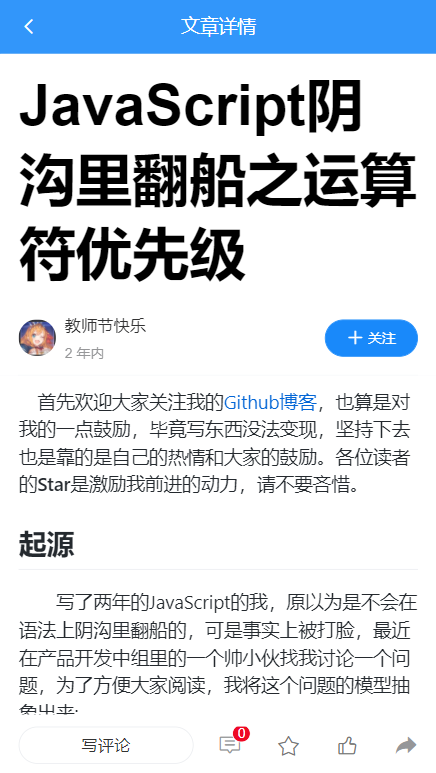 文章详情
JavaScript阴
沟里翻船之运算
符优先级
教师节快乐
2 年内
关注
首先欢迎大家关注我的Github博客，也算是对
我的一点鼓励，毕竟写东西没法变现，坚持下去
也是靠的是自己的热情和大家的鼓励。各位读者
的Star是激励我前进的动力，请不要吝惜。
起源
写了两年的JavaScript的我，原以为是不会在
语法上阴沟里翻船的，可是事实上被打脸，最近
在产品开发中组里的一个帅小伙找我讨论一个问
题，为了方便大家阅读，我将这个问题的模型抽
象出来:
写评论
0